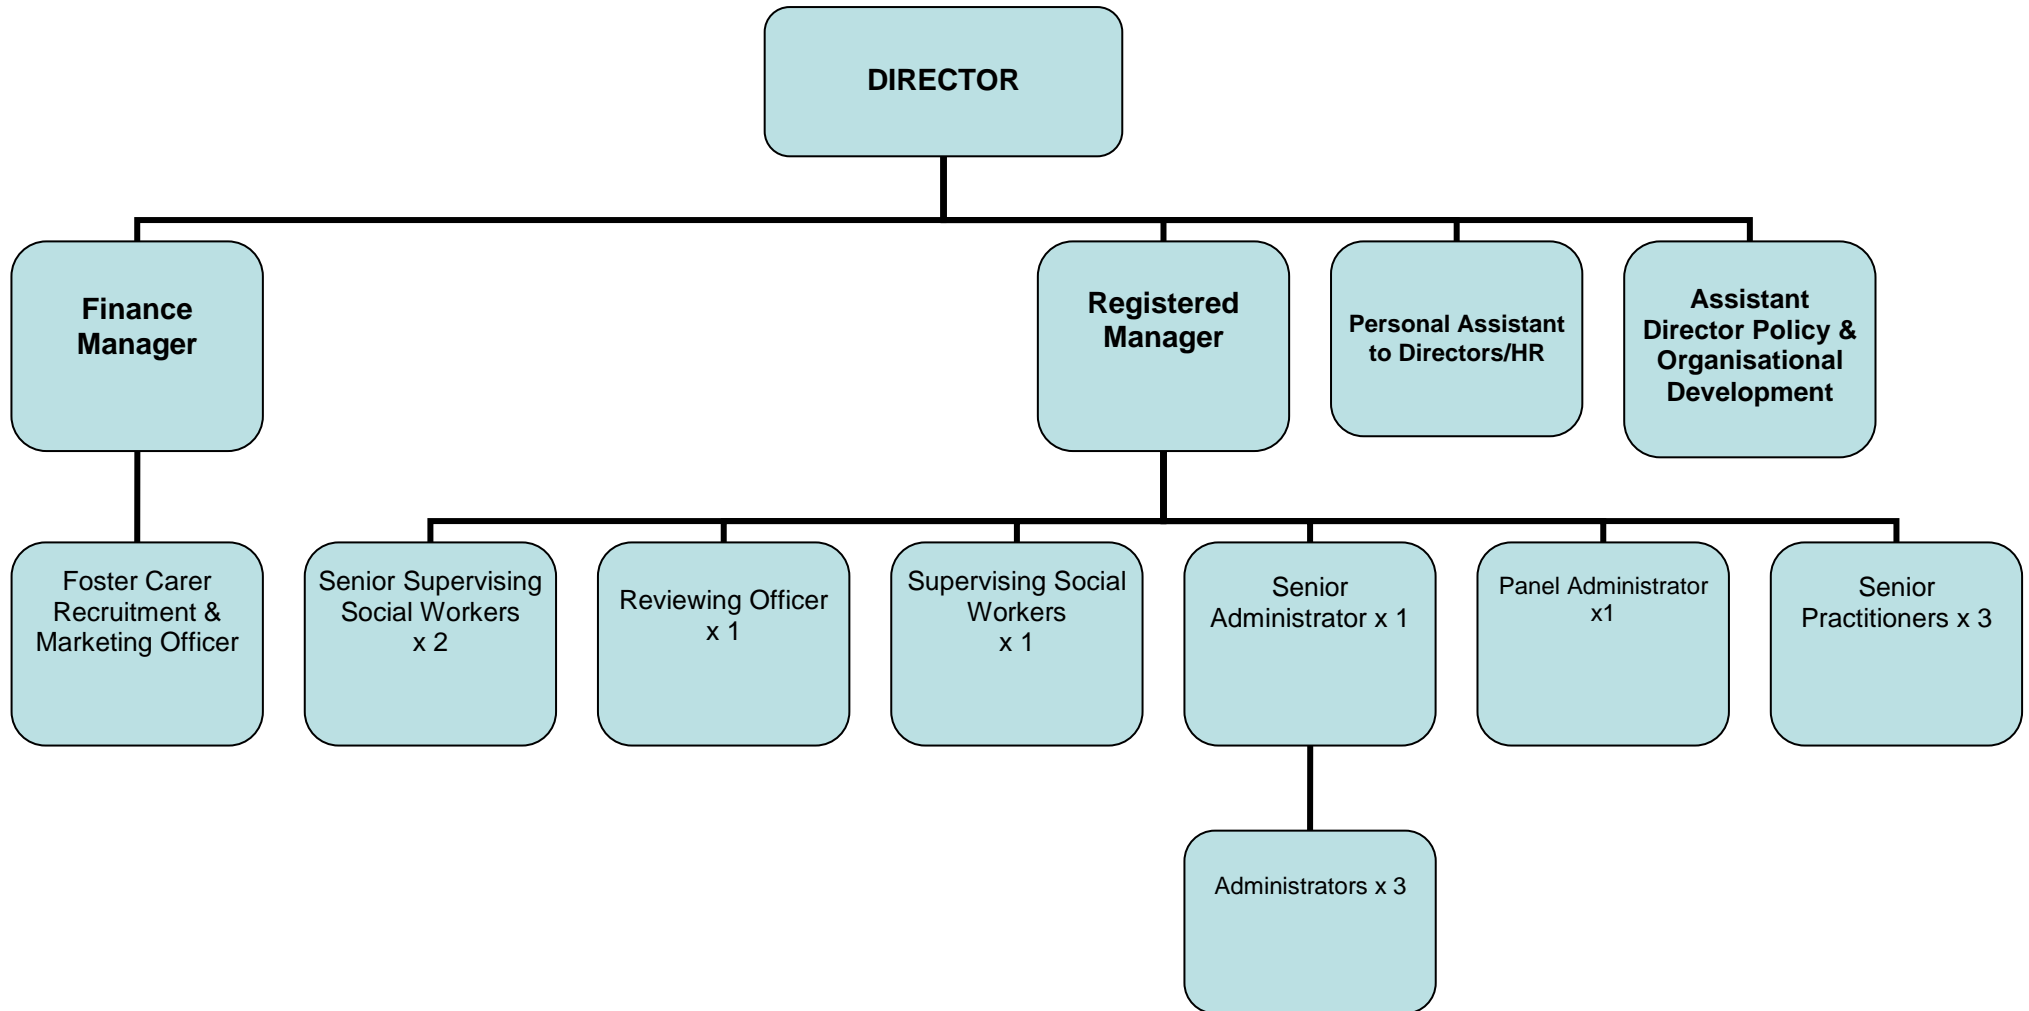 DIRECTOR
Finance
Manager
Registered
Manager
Personal Assistant
to Directors/HR
Assistant
Director Policy &
Organisational
Development
Foster Carer
Recruitment &
Marketing Officer
Senior Supervising
Social Workers
x 2
Reviewing Officer
x 1
Supervising Social
Workers
x 1
Senior
Administrator x 1
Panel Administrator
x1
Senior
Practitioners x 3
Administrators x 3